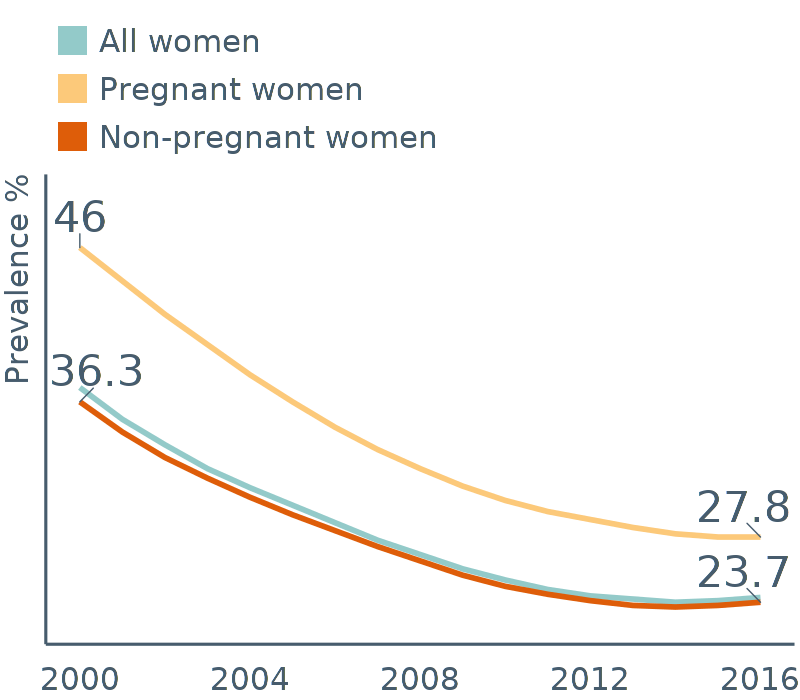 All women
Pregnant women
Non-pregnant women
Prevalence %
46
36.3
27.8
23.7
2000 2004 2008 2012 2016